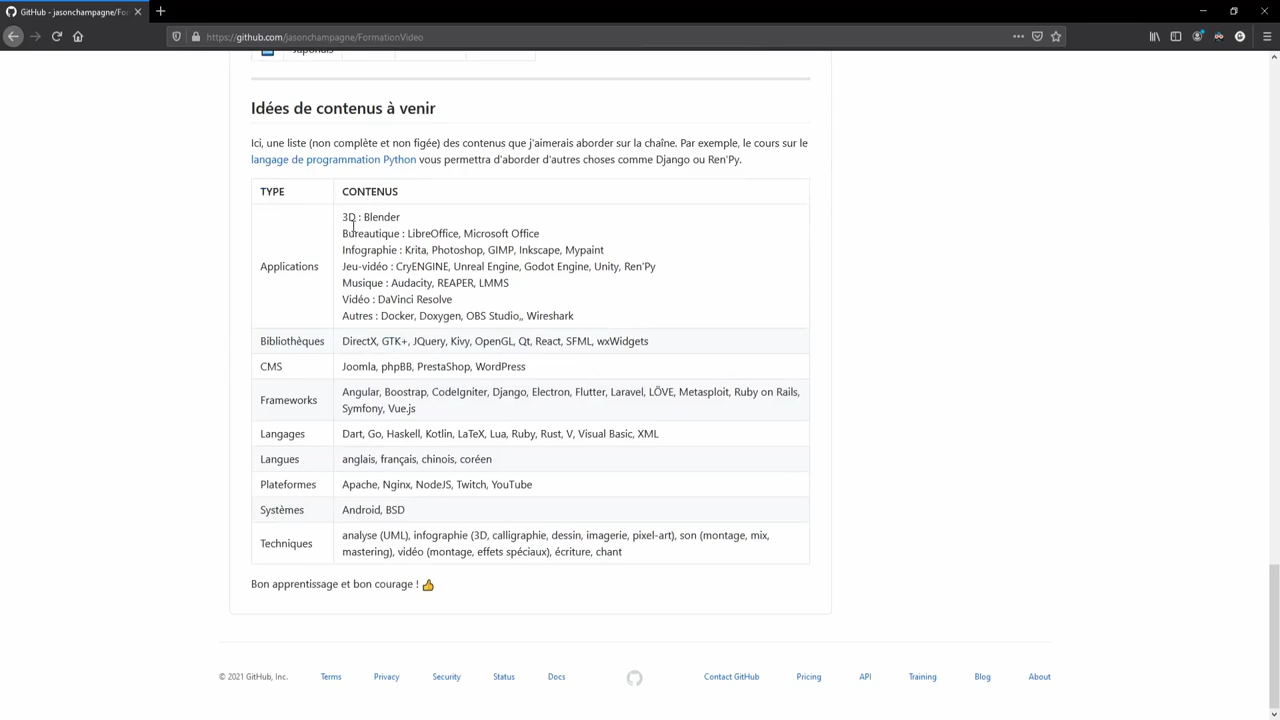 GitHub - jasonchampagne/For
https://github.com/jasonchampagne/FormationVideo
Japonais
Idées de contenus à venir
Ici, une liste (non complète et non figée) des contenus que j'aimerais aborder sur la chaîne. Par exemple, le cours sur le
langage de programmation Python vous permettra d'aborder d'autres choses comme Django ou Ren'Py.
TYPE CONTENUS
3D : Blender
Bureautique : LibreOffice, Microsoft Office
Infographie : Krita, Photoshop, GIMP, Inkscape, Mypaint
Applications Jeu-vidéo : CryENGINE, Unreal Engine, Godot Engine, Unity, Ren'Py
Musique : Audacity, REAPER, LMMS
Vidéo : DaVinci Resolve
Autres : Docker, Doxygen, OBS Studio,, Wireshark
Bibliothèques DirectX, GTK+, JQuery, Kivy, OpenGL, Qt, React, SFML, wxWidgets
CMS Joomla, phpBB, PrestaShop, WordPress
Frameworks Angular, Boostrap, CodeIgniter, Django, Electron, Flutter, Laravel, LÖVE, Metasploit, Ruby on Rails,
Symfony, Vue.js
Langages Dart, Go, Haskell, Kotlin, LaTeX, Lua, Ruby, Rust, V, Visual Basic, XML
Langues anglais, français, chinois, coréen
Plateformes Apache, Nginx, NodeJS, Twitch, YouTube
Systèmes Android, BSD
Techniques analyse (UML), infographie (3D, calligraphie, dessin, imagerie, pixel-art), son (montage, mix,
mastering), vidéo (montage, effets spéciaux), écriture, chant
Bon apprentissage et bon courage ! 👍
© 2021 GitHub, Inc. Terms Privacy Security Status Docs Contact GitHub Pricing API Training Blog About